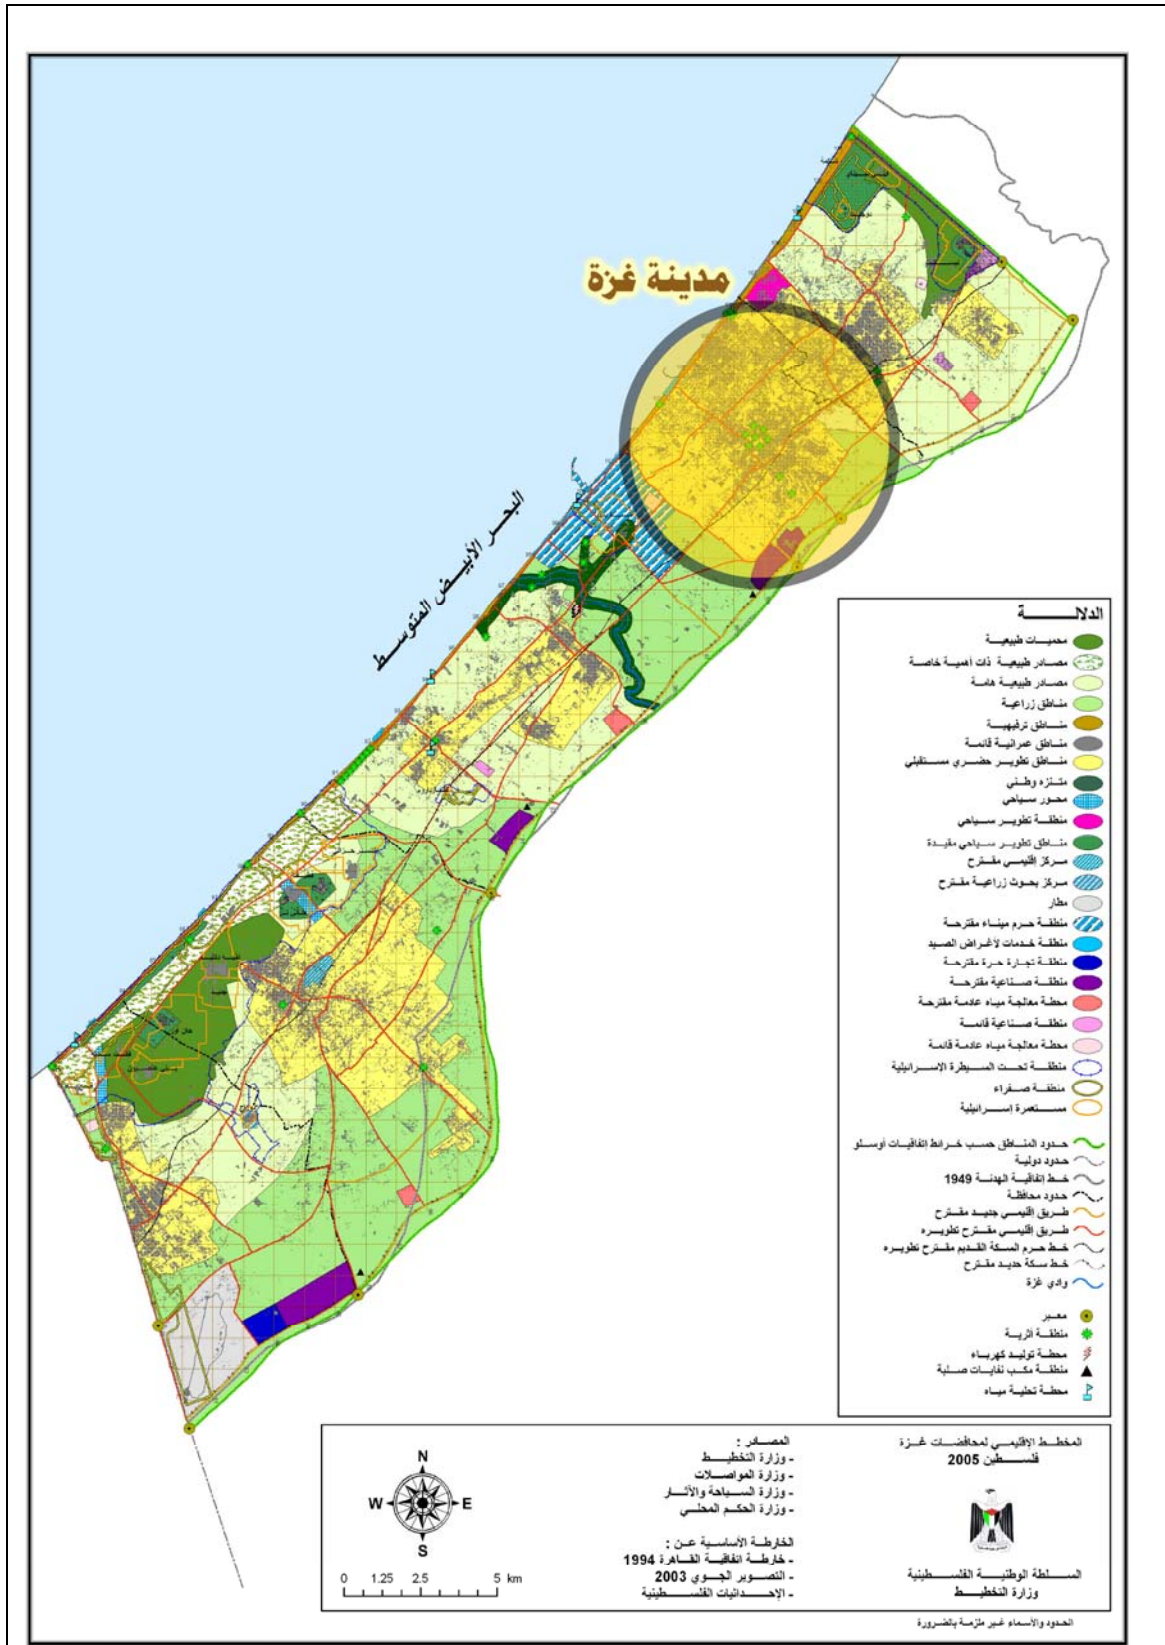 مدينة غزة
البحر الأبيض المتوسط
الدلالة
محميات طبيعية
مصادر طبيعية ذات أهمية خاصة
مصادر طبيعية هامة
مناطق زراعية
مناطق ترفيهية
مناطق عمرانية قائمة
مناطق تطوير حضري مستقبلي
متنزه وطني
محور سياحي
منطقة تطوير سياحي
مناطق تطوير سياحي مقيدة
مركز إقليمي مقترح
مركز بحوث زراعية مقترح
مطار
منطقة حرم ميناء مقترحة
منطقة خدمات لأغراض الصيد
منطقة تجارة حرة مقترحة
منطقة صناعية مقترحة
محطة معالجة مياه عادمة مقترحة
منطقة صناعية قائمة
محطة معالجة مياه عادمة قائمة
منطقة تحت السيطرة الإسرائيلية
منطقة صفراء
مستعمرة إسرائيلية
حدود المناطق حسب خرائط إتفاقيات أوسلو
حدود دولية
خط إتفاقية الهدنة 1949
حدود محافظة
طريق إقليمي جديد مقترح
طريق إقليمي مقترح تطويره
خط حرم السكة القديم مقترح تطويره
خط سكة حديد مقترح
وادي غزة
معبر
منطقة أثرية
محطة توليد كهرباء
منطقة مكب نفايات صلبة
محطة تحلية مياه
المخطط الإقليمي لمحافظات غزة
فلسطين 2005
السلطة الوطنية الفلسطينية
وزارة التخطيط
المصادر :
- وزارة التخطيط
- وزارة المواصلات
- وزارة السياحة والآثار
- وزارة الحكم المحلي
الخارطة الأساسية عن :
- خارطة اتفاقية القاهرة 1994
- التصوير الجوي 2003
- الإحداثيات الفلسطينية
N
W E
S
0 1.25 2.5 5 km
الحدود والأسماء غير ملزمة بالضرورة